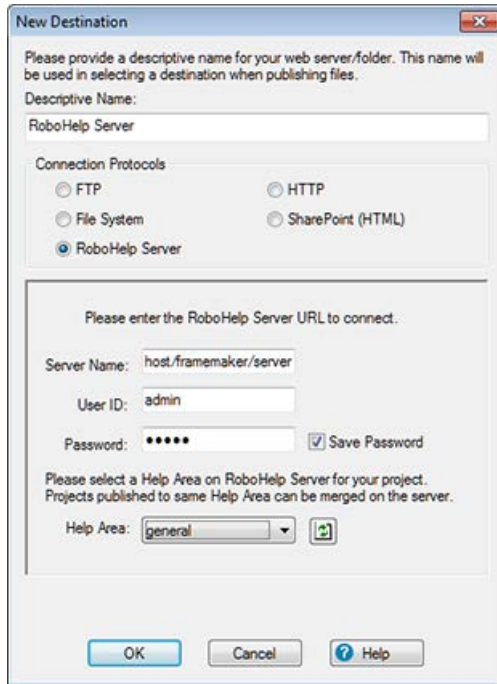 New Destination
Please provide a descriptive name for your web server/folder. This name will
be used in selecting a destination when publishing files.
Descriptive Name:
RoboHelp Server
Connection Protocols
FTP
HTTP
File System
SharePoint (HTML)
RoboHelp Server
Please enter the RoboHelp Server URL to connect.
Server Name: host/framemaker/server
User ID: admin
Password: ●●●●● Save Password
Please select a Help Area on RoboHelp Server for your project.
Projects published to same Help Area can be merged on the server.
Help Area: general
OK
Cancel
? Help